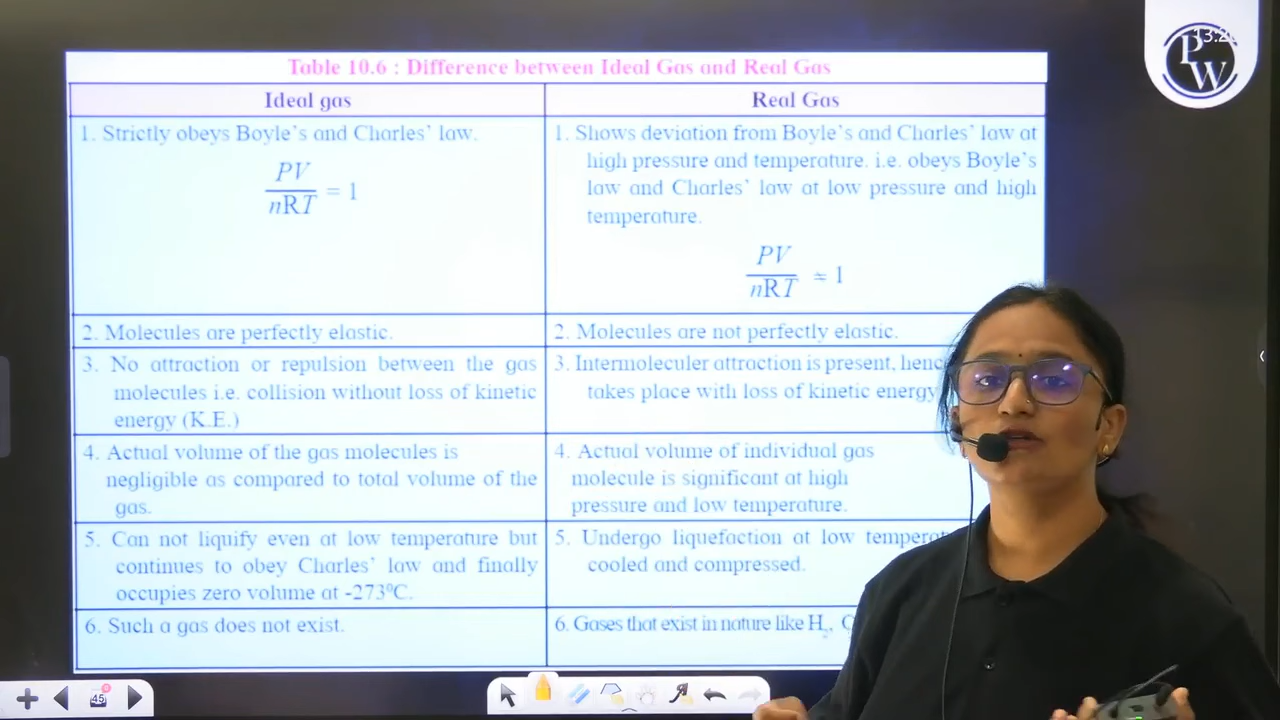 Table 10.6 : Difference between Ideal Gas and Real Gas
Ideal gas
1. Strictly obeys Boyle's and Charles' law.
PV
nRT = 1
2. Molecules are perfectly elastic.
3. No attraction or repulsion between the gas
molecules i.e. collision without loss of kinetic
energy (K.E.)
4. Actual volume of the gas molecules is
negligible as compared to total volume of the
gas.
5. Can not liquify even at low temperature but
continues to obey Charles' law and finally
occupies zero volume at -273⁰C.
6. Such a gas does not exist.
Real Gas
1. Shows deviation from Boyle's and Charles' law at
high pressure and temperature. i.e. obeys Boyle's
law and Charles' law at low pressure and high
temperature.
PV
nRT ≠ 1
2. Molecules are not perfectly elastic.
3. Intermoleculer attraction is present, henc
takes place with loss of kinetic energy
4. Actual volume of individual gas
molecule is significant at high
pressure and low temperature.
5. Undergo liquefaction at low temperat
cooled and compressed.
6. Gases that exist in nature like H₂,
PW
45